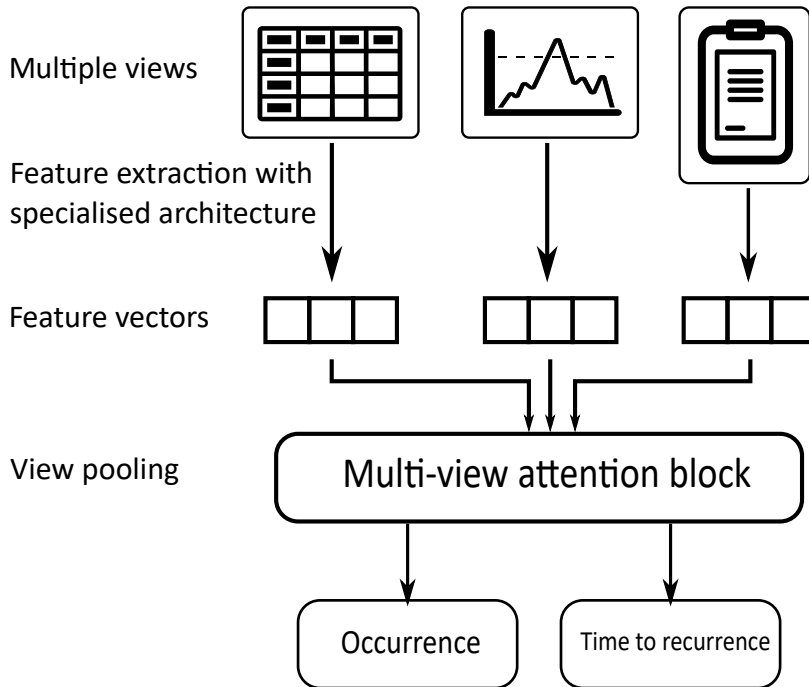 Multiple views
Feature extraction with
specialised architecture
Feature vectors
View pooling
Multi-view attention block
Occurrence
Time to recurrence